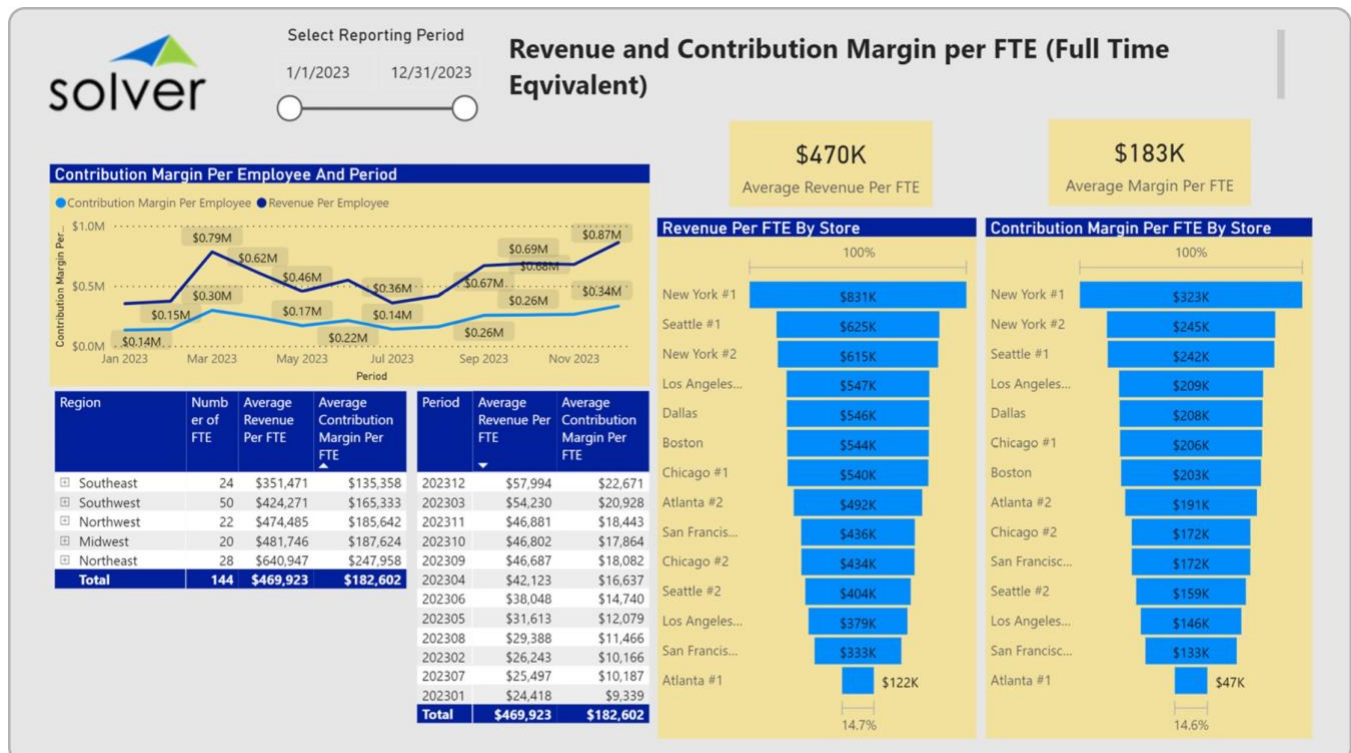 solver
Select Reporting Period
1/1/2023 12/31/2023
Revenue and Contribution Margin per FTE (Full Time
Eqvivalent)
$470K
Average Revenue Per FTE
$183K
Average Margin Per FTE
Contribution Margin Per Employee And Period
Contribution Margin Per Employee Revenue Per Employee
Contribution Margin Per...
$1.0M
$0.5M
$0.0M
$0.79M
$0.62M
$0.46M
$0.36M
$0.67M
$0.69M
$0.68M
$0.87M
$0.14M
$0.15M
$0.30M
$0.17M
$0.22M
$0.14M
$0.26M
$0.26M
$0.34M
Jan 2023 Mar 2023 May 2023 Jul 2023 Sep 2023 Nov 2023
Period
Region Numb Average Average
er of Revenue Contribution
FTE Per FTE Margin Per
FTE
Southeast 24 $351,471 $135,358
Southwest 50 $424,271 $165,333
Northwest 22 $474,485 $185,642
Midwest 20 $481,746 $187,624
Northeast 28 $640,947 $247,958
Total 144 $469,923 $182,602
Period Average Average
Revenue Per Contribution
FTE Margin Per
FTE
202312 $57,994 $22,671
202303 $54,230 $20,928
202311 $46,881 $18,443
202310 $46,802 $17,864
202309 $46,687 $18,082
202304 $42,123 $16,637
202306 $38,048 $14,740
202305 $31,613 $12,079
202308 $29,388 $11,466
202302 $26,243 $10,166
202307 $25,497 $10,187
202301 $24,418 $9,339
Total $469,923 $182,602
Revenue Per FTE By Store
100%
New York #1 $831K
Seattle #1 $625K
New York #2 $615K
Los Angeles... $547K
Dallas $546K
Boston $544K
Chicago #1 $540K
Atlanta #2 $492K
San Francis... $436K
Chicago #2 $434K
Seattle #2 $404K
Los Angeles... $379K
San Francis... $333K
Atlanta #1 $122K
14.7%
Contribution Margin Per FTE By Store
100%
New York #1 $323K
New York #2 $245K
Seattle #1 $242K
Los Angeles... $209K
Dallas $208K
Chicago #1 $206K
Boston $203K
Atlanta #2 $191K
Chicago #2 $172K
San Francisc... $172K
Seattle #2 $159K
Los Angeles... $146K
San Francisc... $133K
Atlanta #1 $47K
14.6%